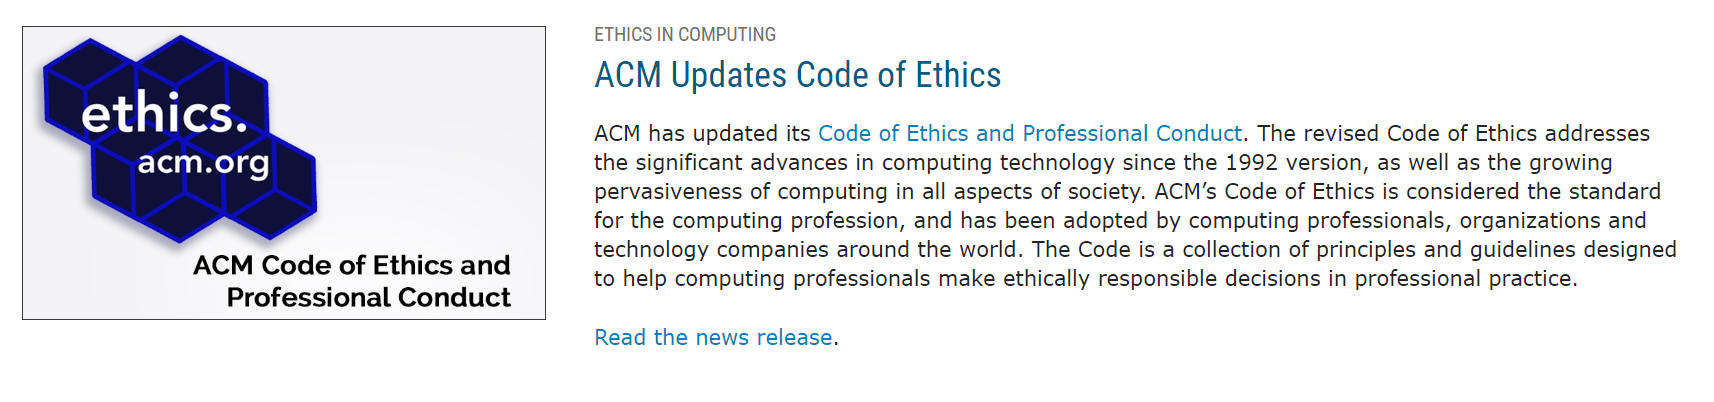 ethics.
acm.org
ACM Code of Ethics and
Professional Conduct
ETHICS IN COMPUTING
ACM Updates Code of Ethics
ACM has updated its Code of Ethics and Professional Conduct. The revised Code of Ethics addresses
the significant advances in computing technology since the 1992 version, as well as the growing
pervasiveness of computing in all aspects of society. ACM’s Code of Ethics is considered the standard
for the computing profession, and has been adopted by computing professionals, organizations and
technology companies around the world. The Code is a collection of principles and guidelines designed
to help computing professionals make ethically responsible decisions in professional practice.
Read the news release.